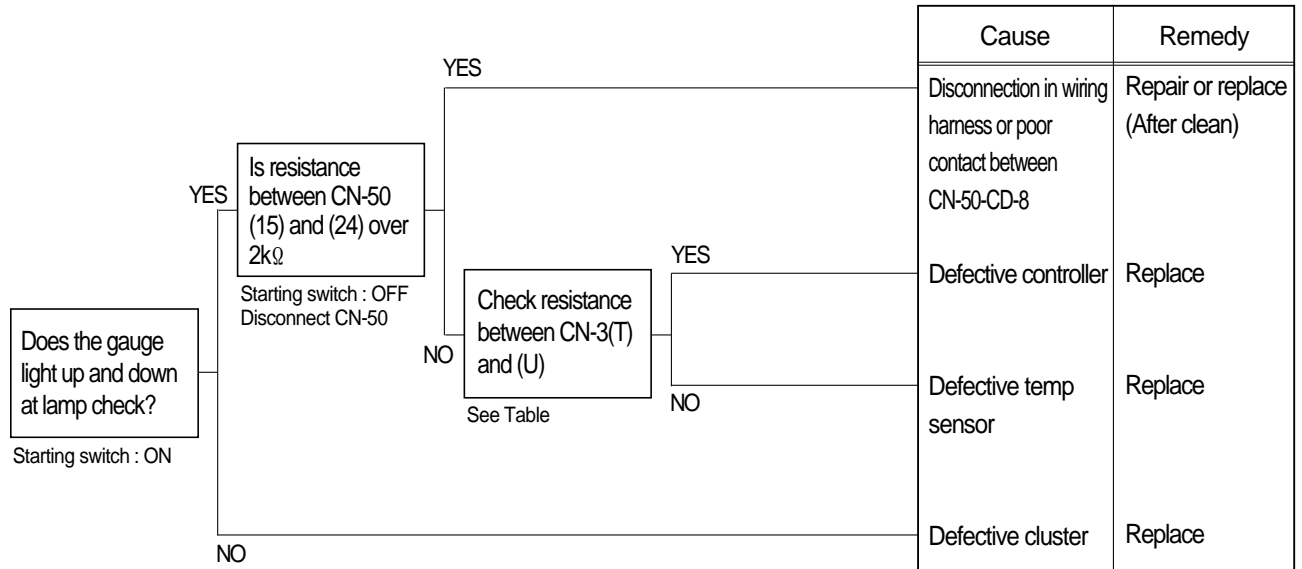 Cause
Remedy
YES
Disconnection in wiring
harness or poor
contact between
CN-50-CD-8
Repair or replace
(After clean)
YES
Is resistance
between CN-50
(15) and (24) over
2kΩ
Starting switch : OFF
Disconnect CN-50
YES
Defective controller
Replace
NO
Check resistance
between CN-3(T)
and (U)
See Table
Does the gauge
light up and down
at lamp check?
Starting switch : ON
NO
Defective temp
sensor
Replace
NO
Defective cluster
Replace